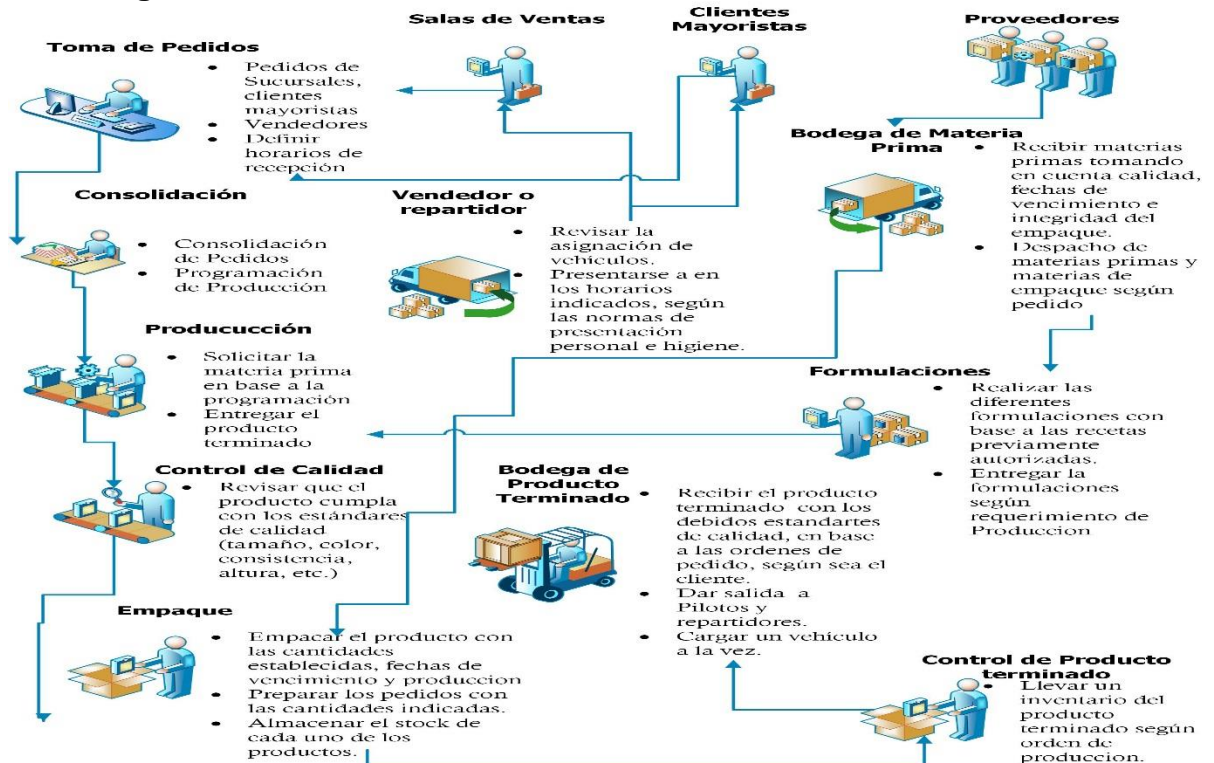 Salas de Ventas
Clientes
Mayoristas
Proveedores
Toma de Pedidos
• Pedidos de
Sucursales,
clientes
mayoristas
• Vendedores
• Definir
horarios de
recepción
Bodega de Materia
Prima
• Recibir materias
primas tomando
en cuenta calidad,
fechas de
vencimiento e
integridad del
empaque.
• Despacho de
materias primas y
materias de
empaque según
pedido
Consolidación
• Consolidación
de Pedidos
• Programación
de Producción
Vendedor o
repartidor
• Revisar la
asignación de
vehículos.
• Presentarse a en
los horarios
indicados, según
las normas de
presentación
personal e higiene.
Producucción
• Solicitar la
materia prima
en base a la
programación
• Entregar el
producto
terminado
Formulaciones
• Realizar las
diferentes
formulaciones con
base a las recetas
previamente
autorizadas.
• Entregar la
formulaciones
según
requerimiento de
Produccion
Control de Calidad
• Revisar que el
producto cumpla
con los estándares
de calidad
(tamaño, color,
consistencia,
altura, etc.)
Bodega de
Producto
Terminado
• Recibir el producto
terminado con los
debidos estandartes
de calidad, en base
a las ordenes de
pedido, según sea el
cliente.
• Dar salida a
Pilotos y
repartidores.
• Cargar un vehículo
a la vez.
Empaque
• Empacar el producto con
las cantidades
establecidas, fechas de
vencimiento y produccion
• Preparar los pedidos con
las cantidades indicadas.
• Almacenar el stock de
cada uno de los
productos.
Control de Producto
terminado
• Llevar un
inventario del
producto
terminado según
orden de
produccion.